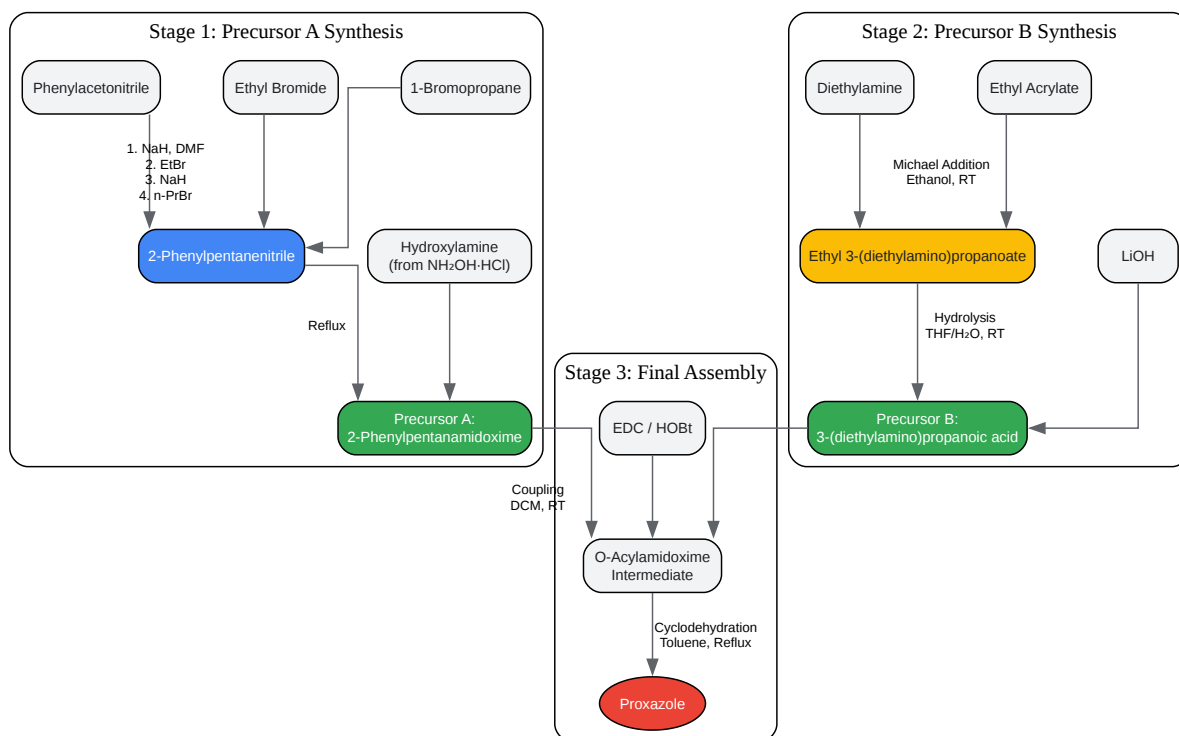 Stage 1: Precursor A Synthesis
Phenylacetonitrile
Ethyl Bromide
1-Bromopropane
1. NaH, DMF
2. EtBr
3. NaH
4. n-PrBr
2-Phenylpentanenitrile
Hydroxylamine
(from NH₂OH·HCl)
Reflux
Precursor A:
2-Phenylpentanamidoxime
Stage 2: Precursor B Synthesis
Diethylamine
Ethyl Acrylate
Michael Addition
Ethanol, RT
Ethyl 3-(diethylamino)propanoate
LiOH
Hydrolysis
THF/H₂O, RT
Precursor B:
3-(diethylamino)propanoic acid
Stage 3: Final Assembly
EDC / HOBt
Coupling
DCM, RT
O-Acylamidoxime
Intermediate
Cyclodehydration
Toluene, Reflux
Proxazole